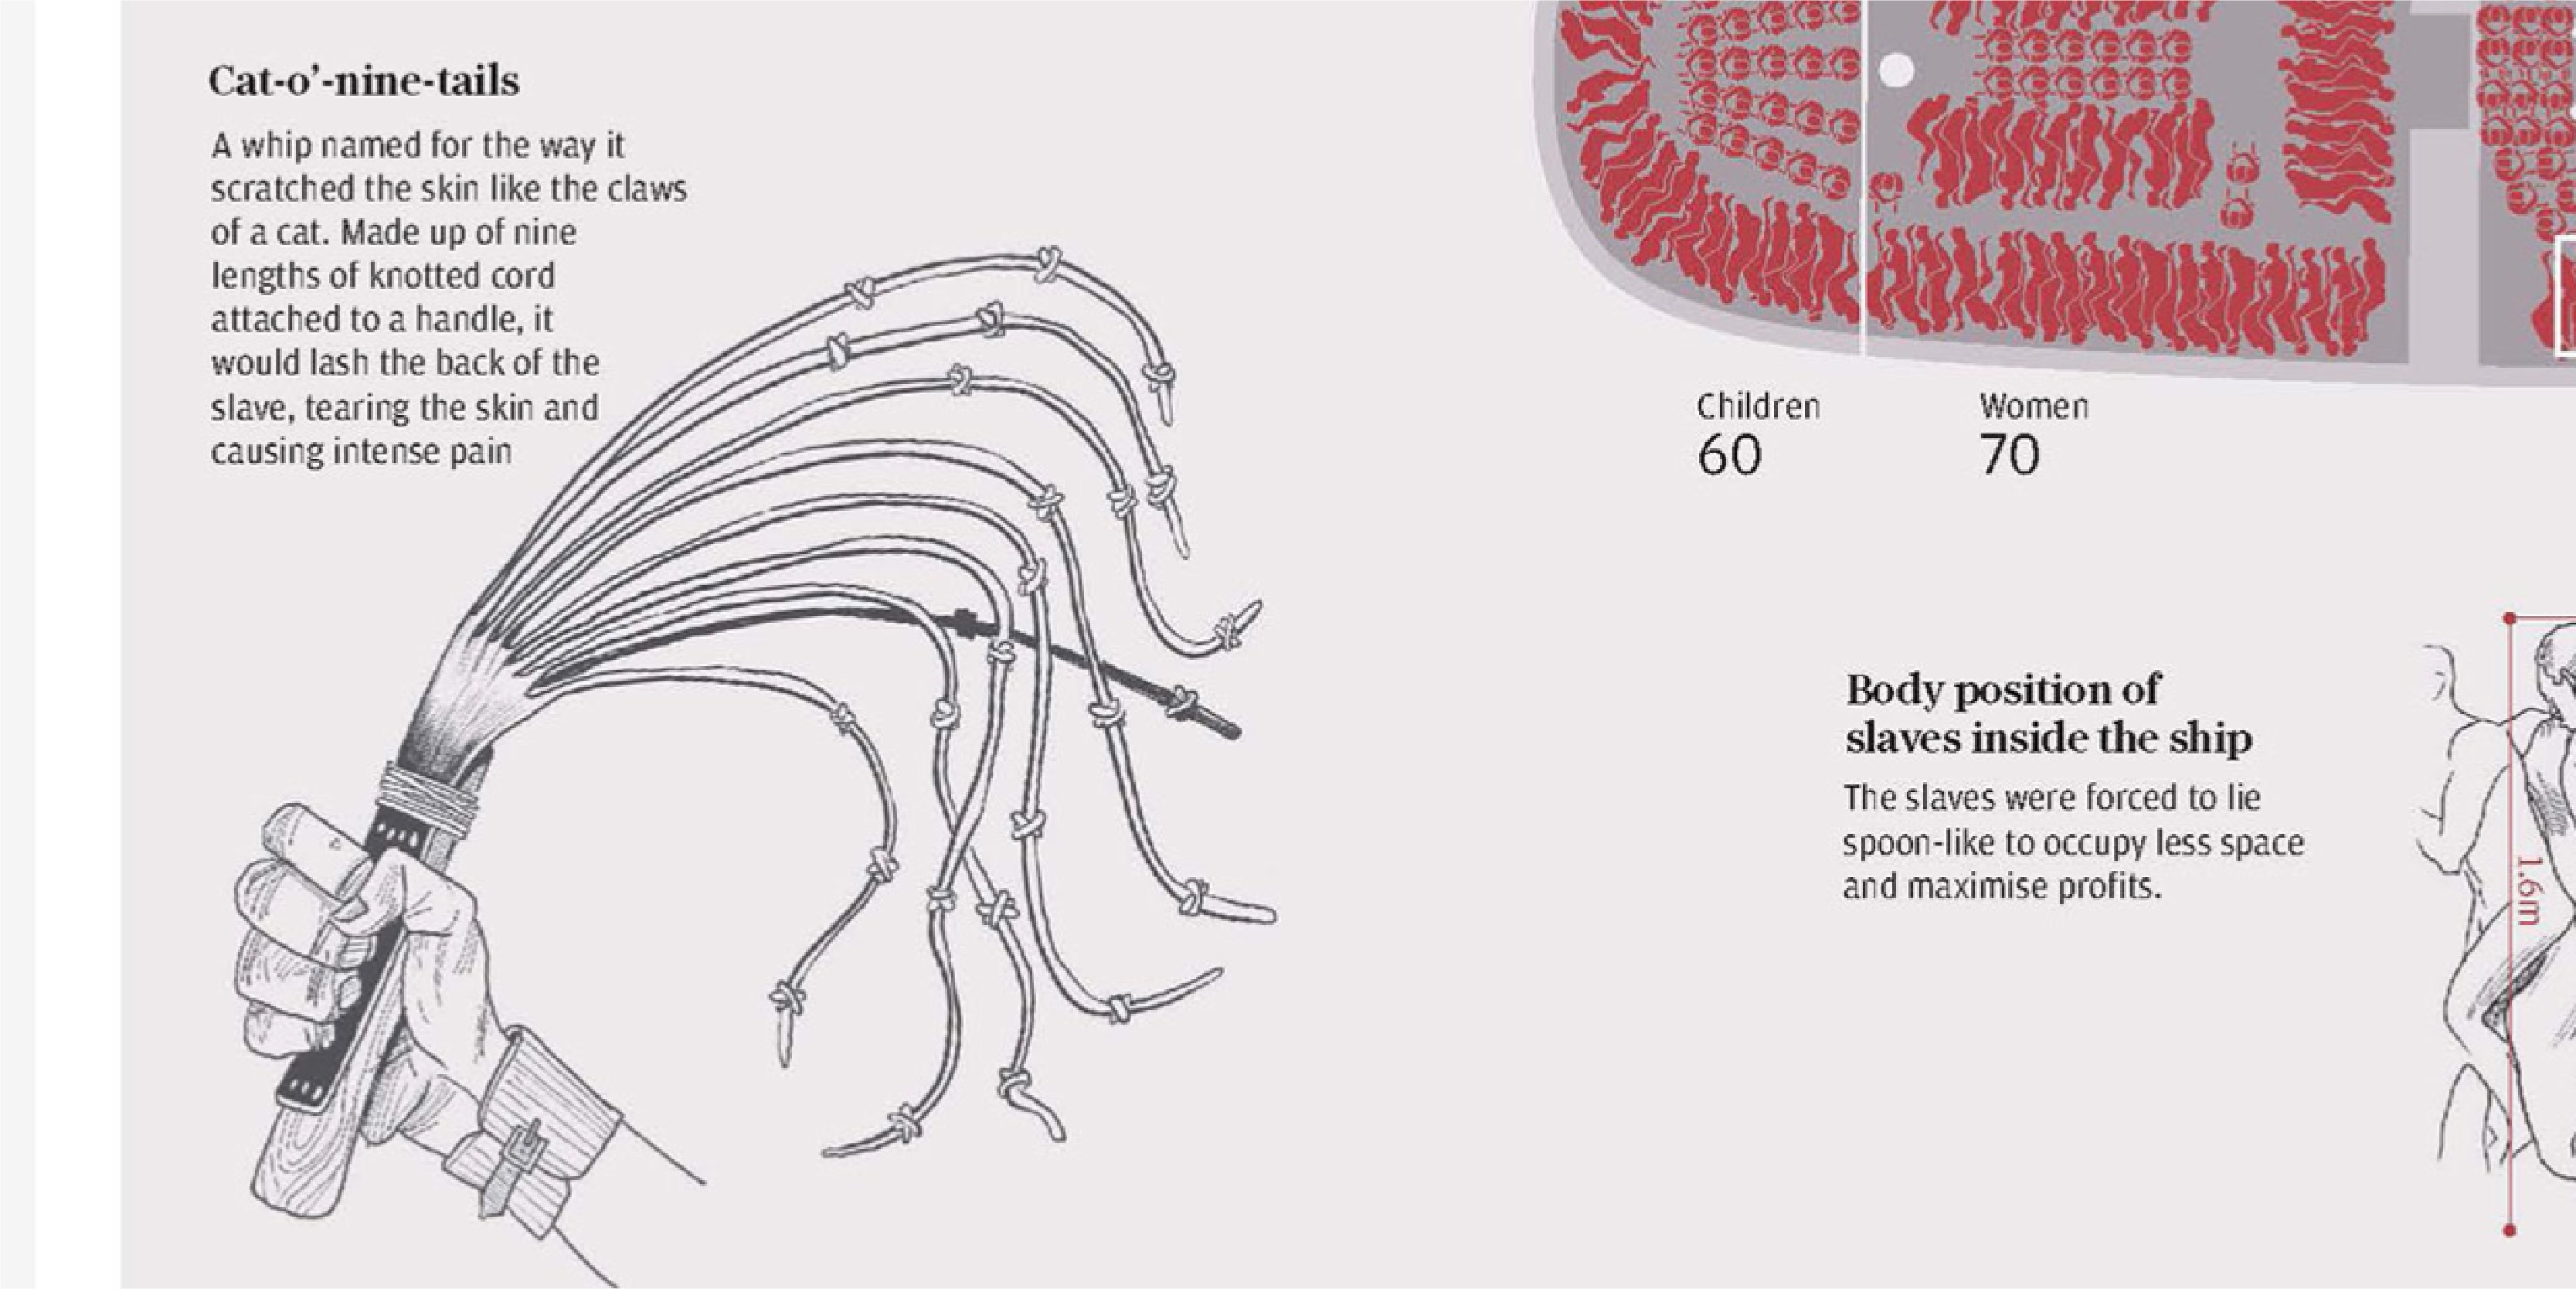 Cat-o’-nine-tails
A whip named for the way it
scratched the skin like the claws
of a cat. Made up of nine
lengths of knotted cord
attached to a handle, it
would lash the back of the
slave, tearing the skin and
causing intense pain
Children
60
Women
70
Body position of
slaves inside the ship
The slaves were forced to lie
spoon-like to occupy less space
and maximise profits.
1.6m